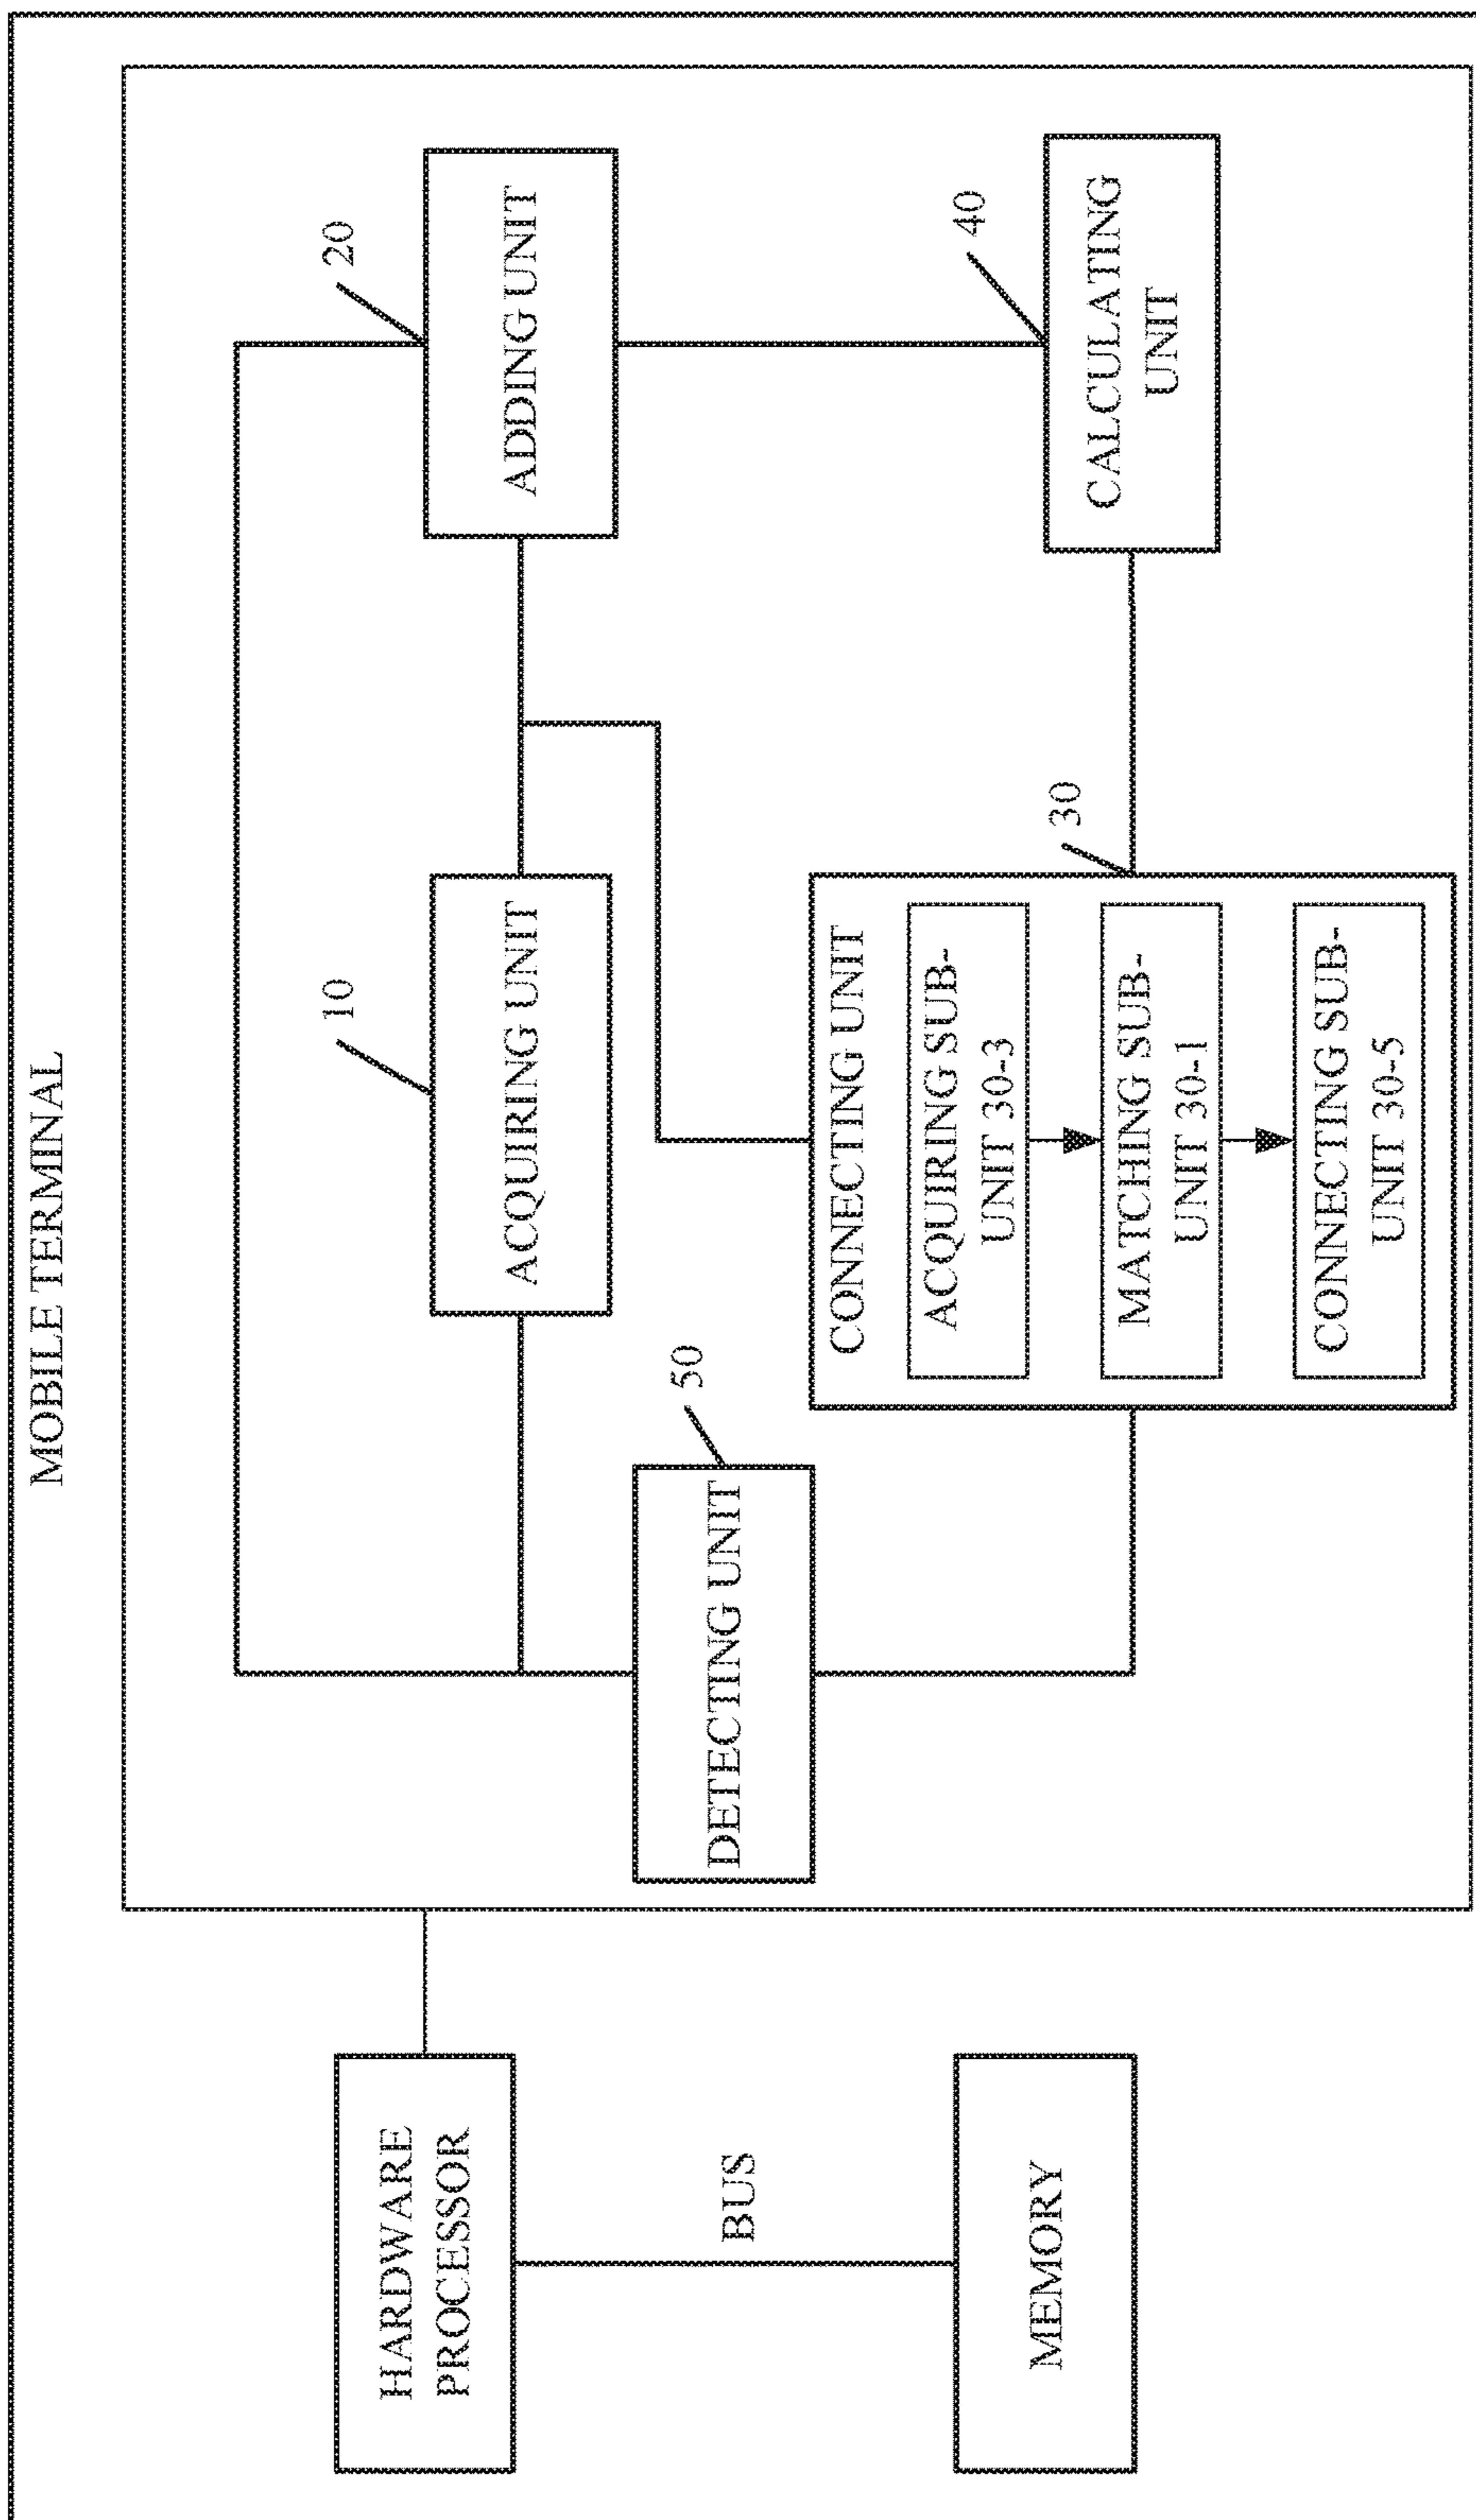 MOBILE TERMINAL
HARDWARE
PROCESSOR
BUS
MEMORY
10
ACQUIRING UNIT
20
ADDING UNIT
50
DETECTING UNIT
30
CONNECTING UNIT
ACQUIRING SUB-
UNIT 30-3
MATCHING SUB-
UNIT 30-1
CONNECTING SUB-
UNIT 30-5
40
CALCULATING
UNIT